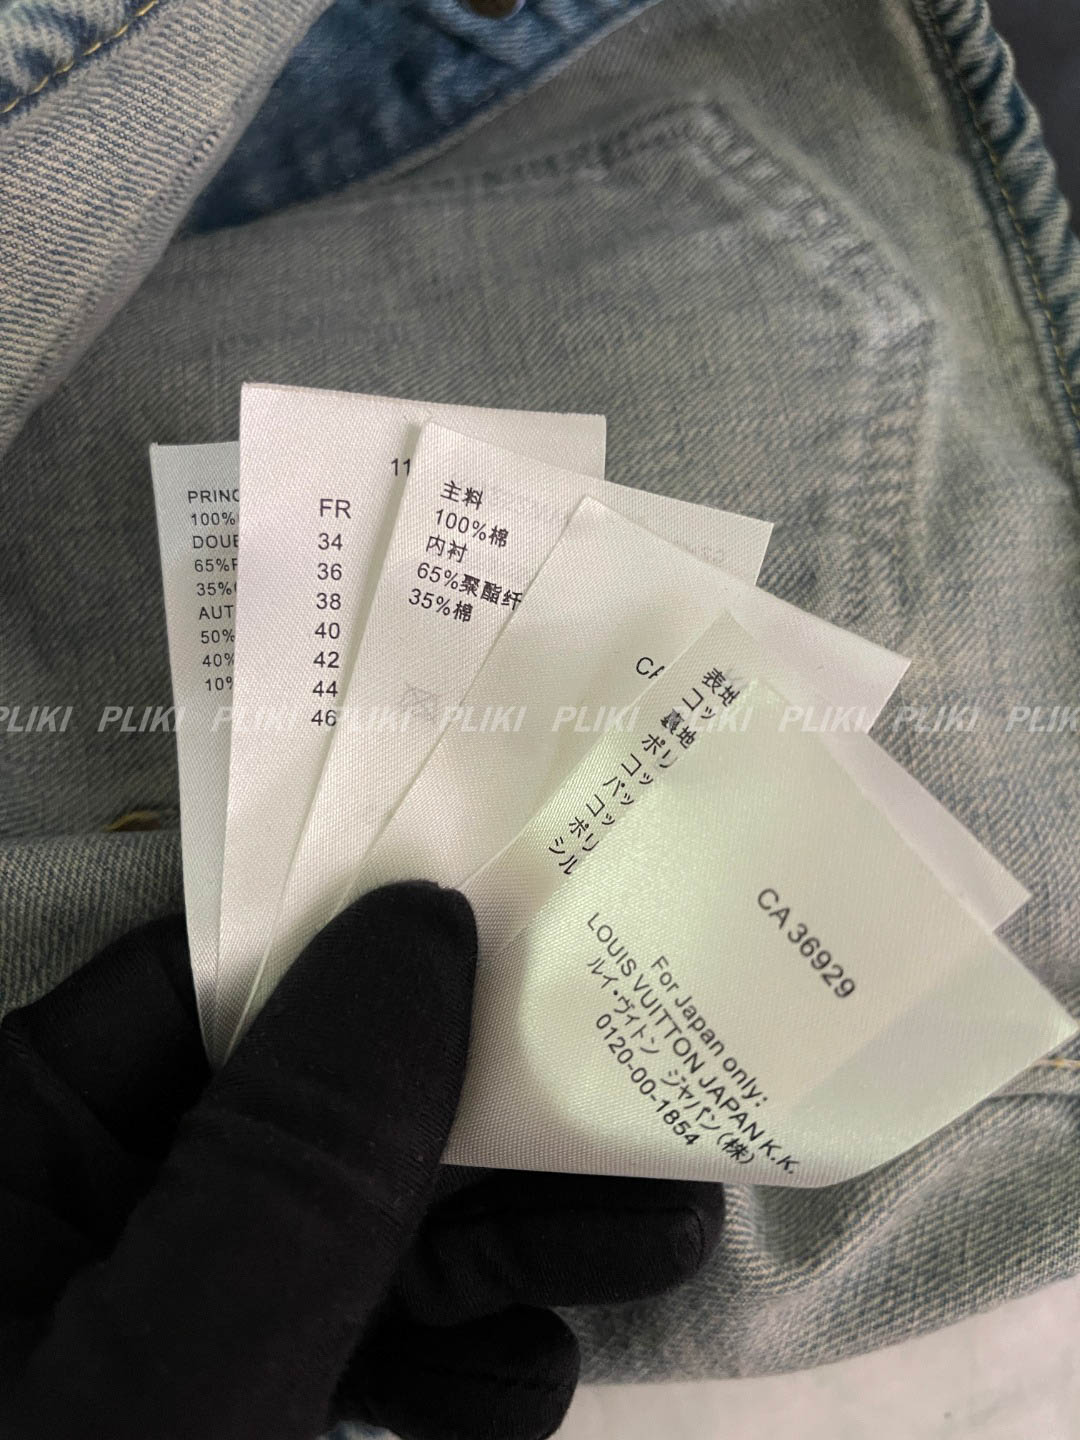 PRINC
100%
DOUB
65%P
35%
AUT
50%
40%
10%
11
FR
34
36
38
40
42
44
46
主料
100%棉
内衬
65%聚酯纤
35%棉
CA
表地
コッ
裏地
ポリ
コッ
パッ
コッ
ポリ
シル
CA 36929
For Japan only:
LOUIS VUITTON JAPAN K.K.
ルイ・ヴィトン ジャパン(株)
0120-00-1854
PLIKI PLIKI PLIKI PLIKI PLIKI PLIKI PLIKI PLIKI PLIKI PLIKI